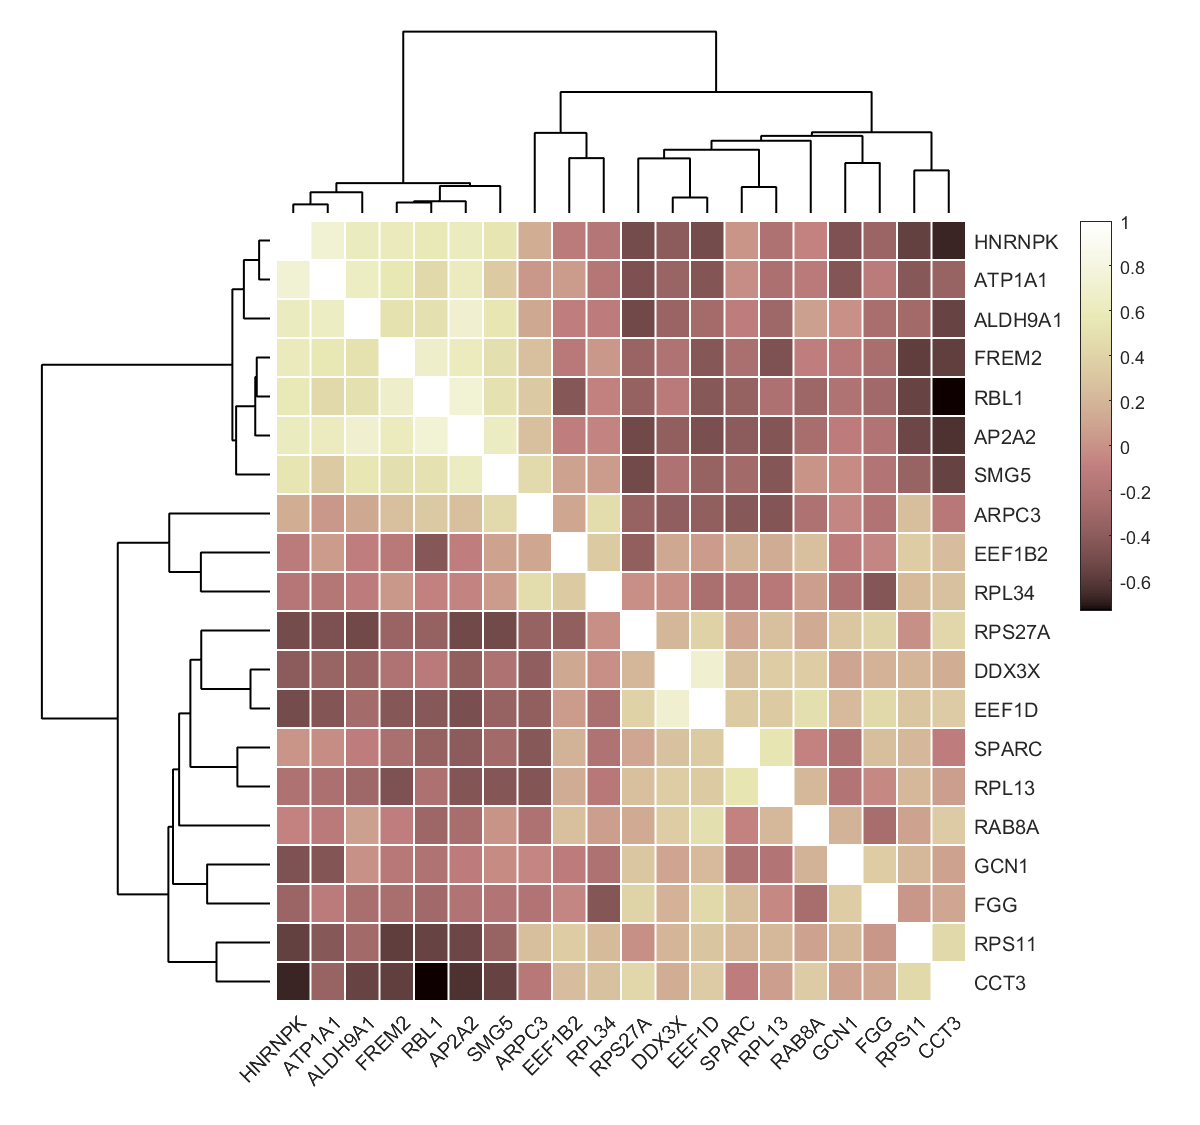 HNRNPK
ATP1A1
ALDH9A1
FREM2
RBL1
AP2A2
SMG5
ARPC3
EEF1B2
RPL34
RPS27A
DDX3X
EEF1D
SPARC
RPL13
RAB8A
GCN1
FGG
RPS11
CCT3
1
0.8
0.6
0.4
0.2
0
-0.2
-0.4
-0.6
HNRNPK
ATP1A1
ALDH9A1
FREM2
RBL1
AP2A2
SMG5
ARPC3
EEF1B2
RPL34
RPS27A
DDX3X
EEF1D
SPARC
RPL13
RAB8A
GCN1
FGG
RPS11
CCT3